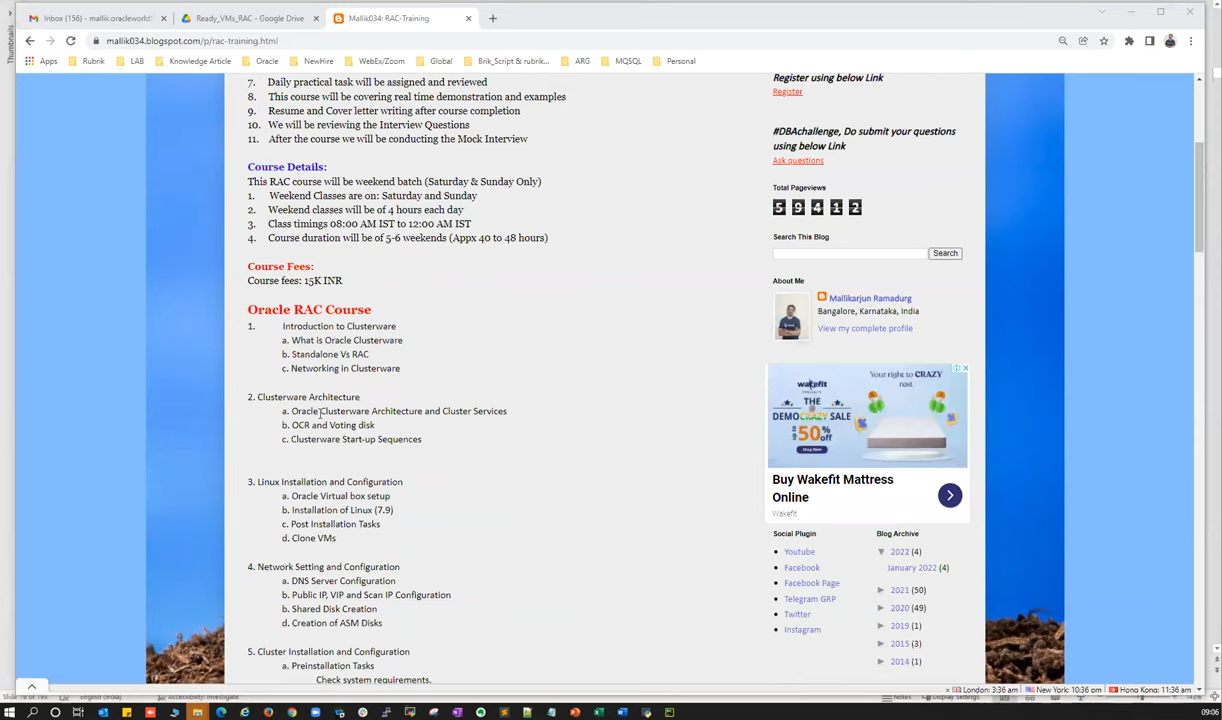 Thumbnails
Inbox (156) - mallik.oracleworld:
Ready_VMs_RAC - Google Drive
Mallik034: RAC-Training
mallik034.blogspot.com/p/rac-training.html
Apps
Rubrik
LAB
Knowledge Article
Oracle
NewHire
WebEx/Zoom
Global
Brik_Script & rubrik...
ARG
MQSQL
Personal
7. Daily practical task will be assigned and reviewed
8. This course will be covering real time demonstration and examples
9. Resume and Cover letter writing after course completion
10. We will be reviewing the Interview Questions
11. After the course we will be conducting the Mock Interview
Course Details:
This RAC course will be weekend batch (Saturday & Sunday Only)
1. Weekend Classes are on: Saturday and Sunday
2. Weekend classes will be of 4 hours each day
3. Class timings 08:00 AM IST to 12:00 AM IST
4. Course duration will be of 5-6 weekends (Appx 40 to 48 hours)
Course Fees:
Course fees: 15K INR
Oracle RAC Course
1. Introduction to Clusterware
a. What is Oracle Clusterware
b. Standalone Vs RAC
c. Networking in Clusterware
2. Clusterware Architecture
a. Oracle Clusterware Architecture and Cluster Services
b. OCR and Voting disk
c. Clusterware Start-up Sequences
3. Linux Installation and Configuration
a. Oracle Virtual box setup
b. Installation of Linux (7.9)
c. Post Installation Tasks
d. Clone VMs
4. Network Setting and Configuration
a. DNS Server Configuration
b. Public IP, VIP and Scan IP Configuration
b. Shared Disk Creation
d. Creation of ASM Disks
5. Cluster Installation and Configuration
a. Preinstallation Tasks
Check system requirements.
Register using below Link
Register
#DBAchallenge, Do submit your questions
using below Link
Ask questions
Total Pageviews
5 9 4 1 2
Search This Blog
Search
About Me
Mallikarjun Ramadurg
Bangalore, Karnataka, India
View my complete profile
wakefit
THE
DEMOCRAZY SALE
50% off
Shop Now
Your right to CRAZY
rest
Buy Wakefit Mattress
Online
Wakefit
Social Plugin
Youtube
Facebook
Facebook Page
Telegram GRP
Twitter
Instagram
Blog Archive
▼ 2022 (4)
January 2022 (4)
► 2021 (50)
► 2020 (49)
► 2019 (1)
► 2015 (3)
► 2014 (1)
London: 3:36 am
New York: 10:36 pm
Hong Kong: 11:36 am
Slide 19 of 195
English (India)
Accessibility: Investigate
Notes
Display Settings
09:06